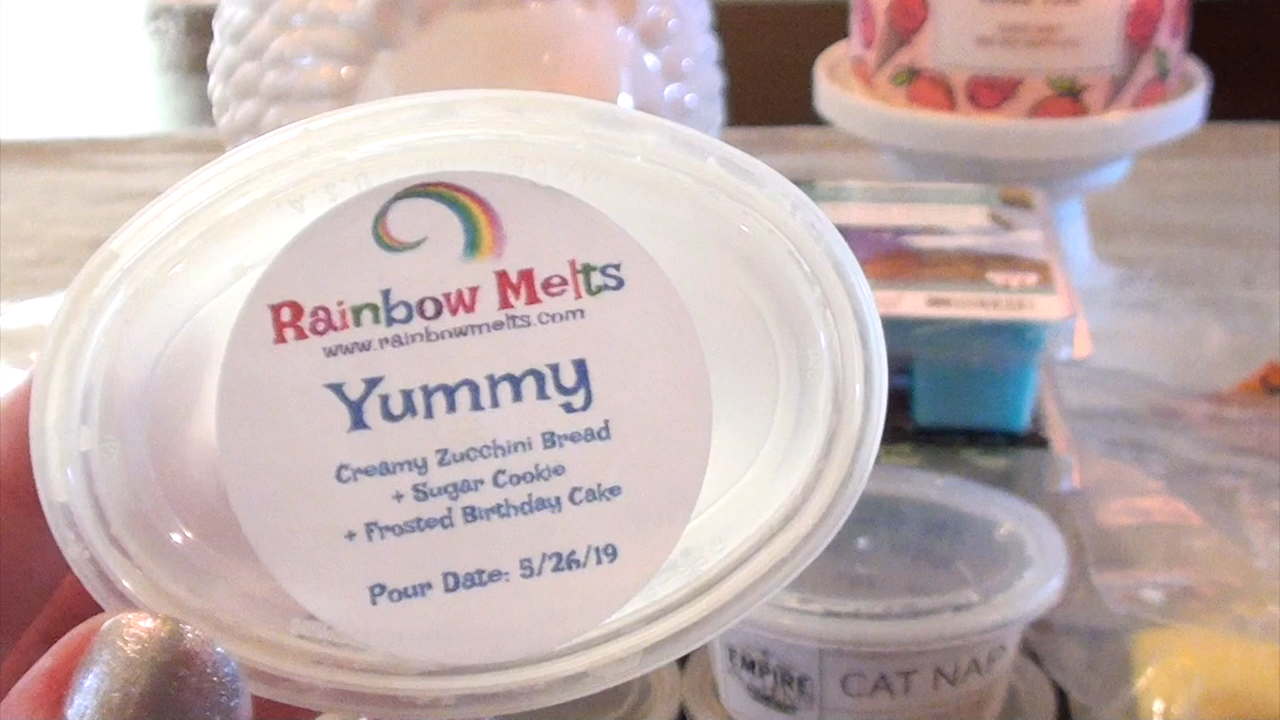 Rainbow Melts
www.rainbowmelts.com
Yummy
Creamy Zucchini Bread
+ Sugar Cookie
+ Frosted Birthday Cake
Pour Date: 5/26/19
EMPIRE
CAT NAP